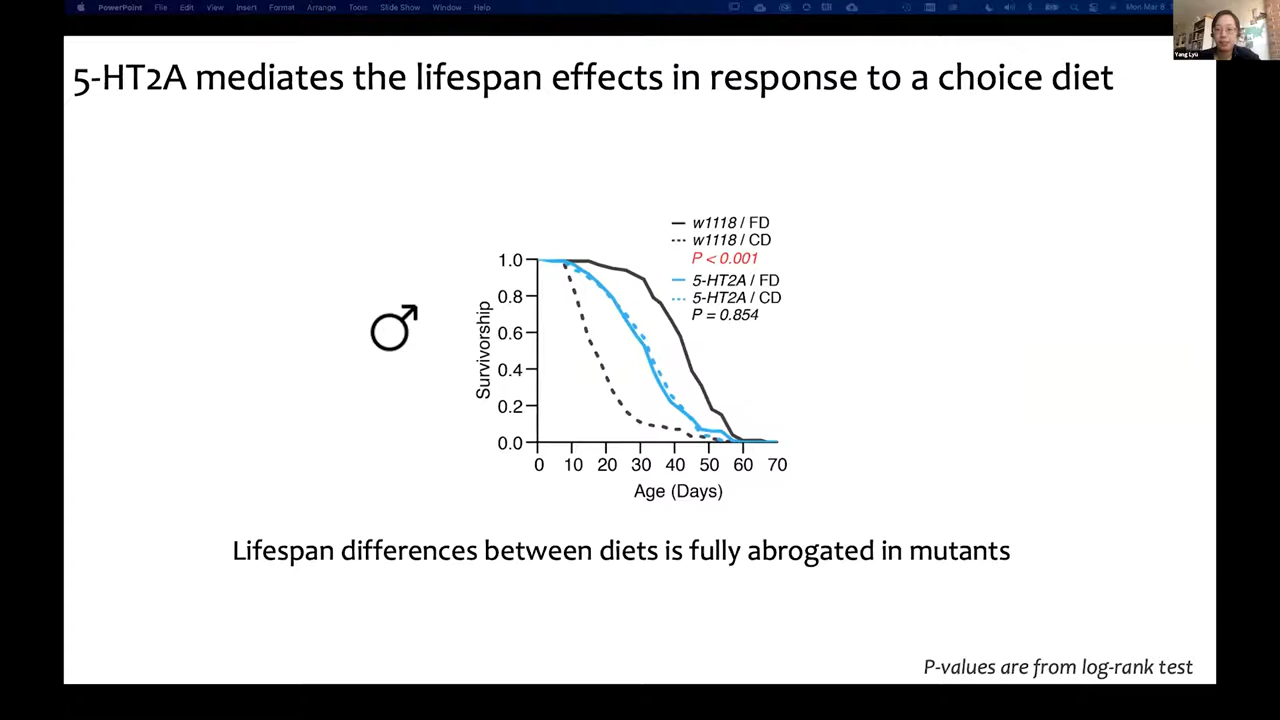 PowerPoint File Edit View Insert Format Arrange Tools Slide Show Window Help
Yang Lyu
5-HT2A mediates the lifespan effects in response to a choice diet
w1118 / FD
w1118 / CD
P < 0.001
5-HT2A / FD
5-HT2A / CD
P = 0.854
Survivorship
1.0
0.8
0.6
0.4
0.2
0.0
0 10 20 30 40 50 60 70
Age (Days)
Lifespan differences between diets is fully abrogated in mutants
P-values are from log-rank test